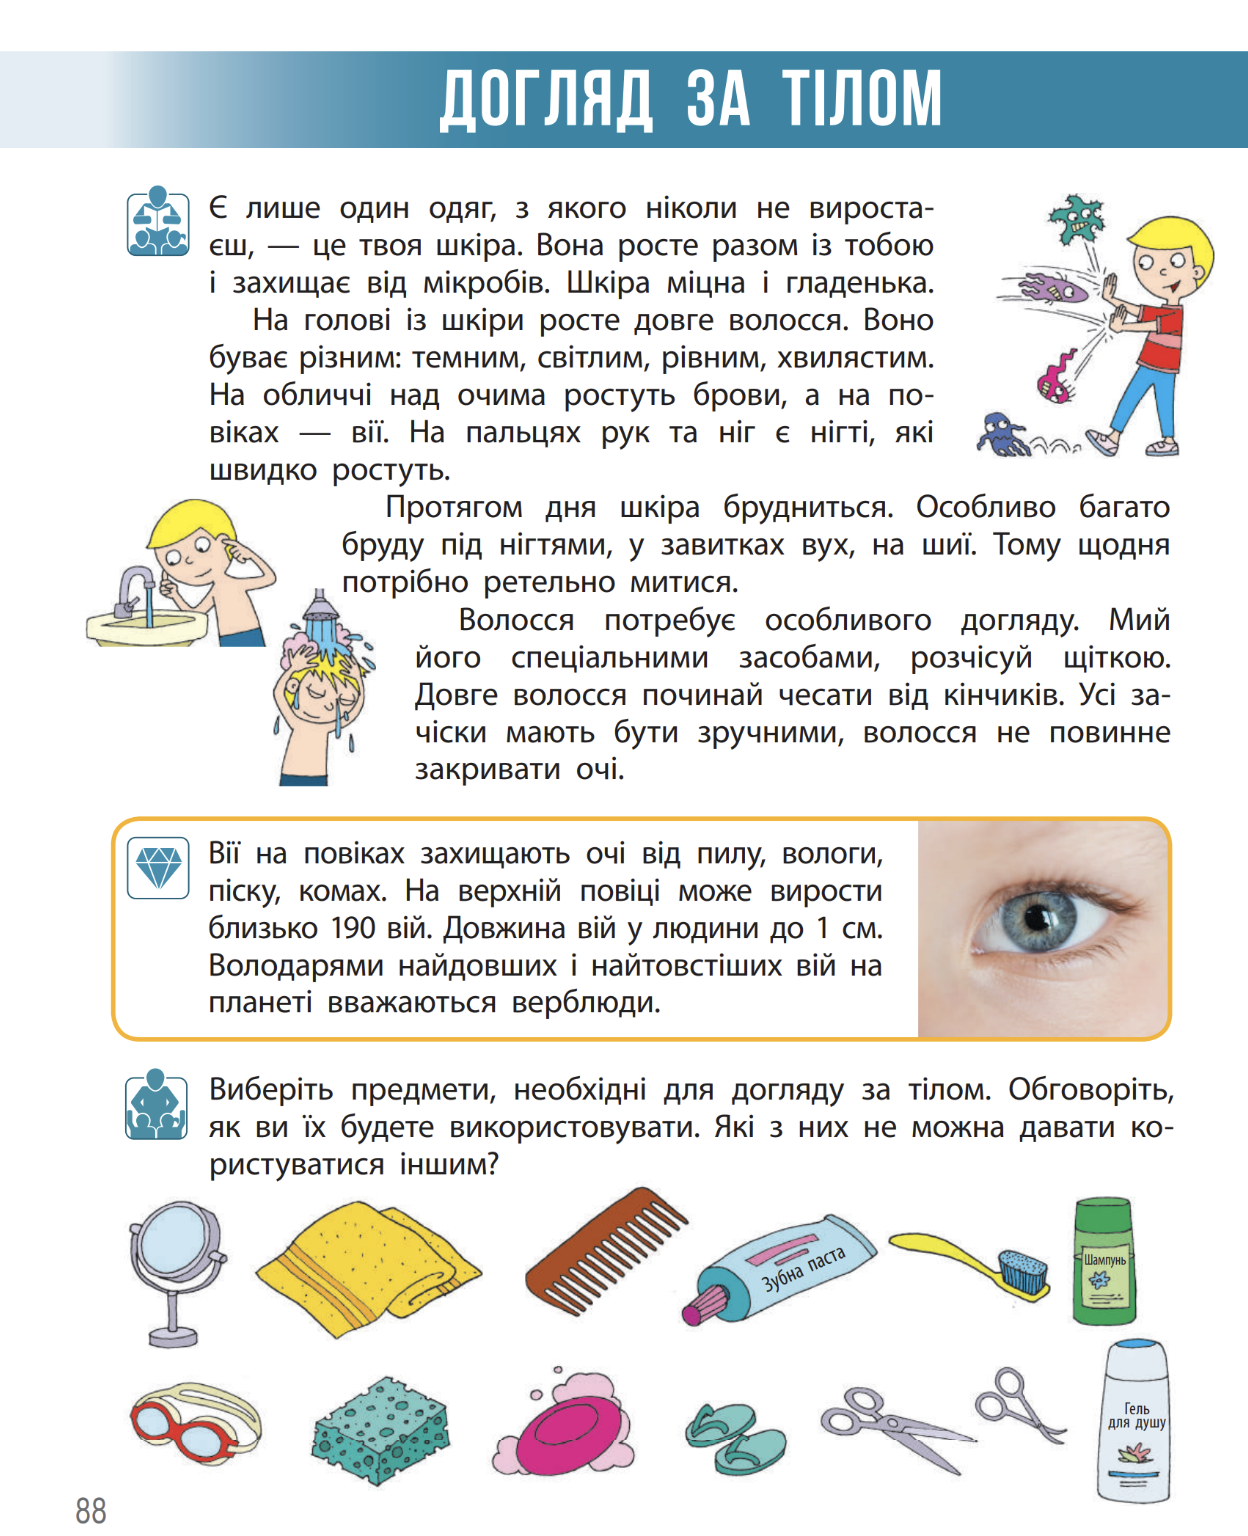 ДОГЛЯД ЗА ТІЛОМ
Є лише один одяг, з якого ніколи не вироста-
єш, — це твоя шкіра. Вона росте разом із тобою
і захищає від мікробів. Шкіра міцна і гладенька.
На голові із шкіри росте довге волосся. Воно
буває різним: темним, світлим, рівним, хвилястим.
На обличчі над очима ростуть брови, а на по-
віках — вії. На пальцях рук та ніг є нігті, які
швидко ростуть.
Протягом дня шкіра брудниться. Особливо багато
бруду під нігтями, у завитках вух, на шиї. Тому щодня
потрібно ретельно митися.
Волосся потребує особливого догляду. Мий
його спеціальними засобами, розчісуй щіткою.
Довге волосся починай чесати від кінчиків. Усі за-
чіски мають бути зручними, волосся не повинне
закривати очі.
Вії на повіках захищають очі від пилу, вологи,
піску, комах. На верхній повіці може вирости
близько 190 вій. Довжина вій у людини до 1 см.
Володарями найдовших і найтовстіших вій на
планеті вважаються верблюди.
Виберіть предмети, необхідні для догляду за тілом. Обговоріть,
як ви їх будете використовувати. Які з них не можна давати ко-
ристуватися іншим?
Зубна паста
Шампунь
Гель
для душу
88